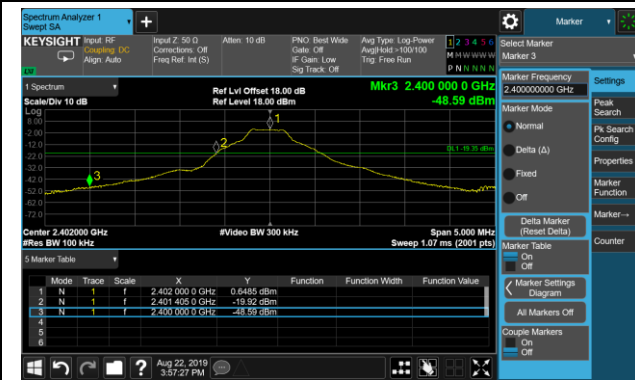 Spectrum Analyzer 1
Swept SA
+
Marker
KEYSIGHT
Input: RF
Coupling: DC
Align: Auto
Input Z: 50 Ω
Corrections: Off
Freq Ref: Int (S)
Atten: 10 dB
PNO: Best Wide
Gate: Off
IF Gain: Low
Sig Track: Off
Avg Type: Log-Power
Avg|Hold:>100/100
Trig: Free Run
1 2 3 4 5 6
M M W W W W
P N N N N N
Select Marker
Marker 3
1 Spectrum
Scale/Div 10 dB
Ref Lvl Offset 18.00 dB
Ref Level 18.00 dBm
Mkr3 2.400 000 0 GHz
-48.59 dBm
Log
8.00
-2.00
-12.0
-22.0
-32.0
-42.0
-52.0
-62.0
-72.0
1
2
3
DL1 -19.35 dBm
Center 2.402000 GHz
#Res BW 100 kHz
#Video BW 300 kHz
Span 5.000 MHz
Sweep 1.07 ms (2001 pts)
Marker Frequency
2.400000000 GHz
Marker Mode
Normal
Delta (Δ)
Fixed
Off
Delta Marker
(Reset Delta)
Marker Table
On
Off
Marker Settings
Diagram
All Markers Off
Couple Markers
On
Off
Settings
Peak
Search
Pk Search
Config
Properties
Marker
Function
Marker→
Counter
5 Marker Table
Mode Trace Scale X Y Function Function Width Function Value
1 N 1 f 2.402 000 0 GHz 0.6485 dBm
2 N 1 f 2.401 405 0 GHz -19.92 dBm
3 N 1 f 2.400 000 0 GHz -48.59 dBm
4
5
6
?
Aug 22, 2019
3:57:27 PM